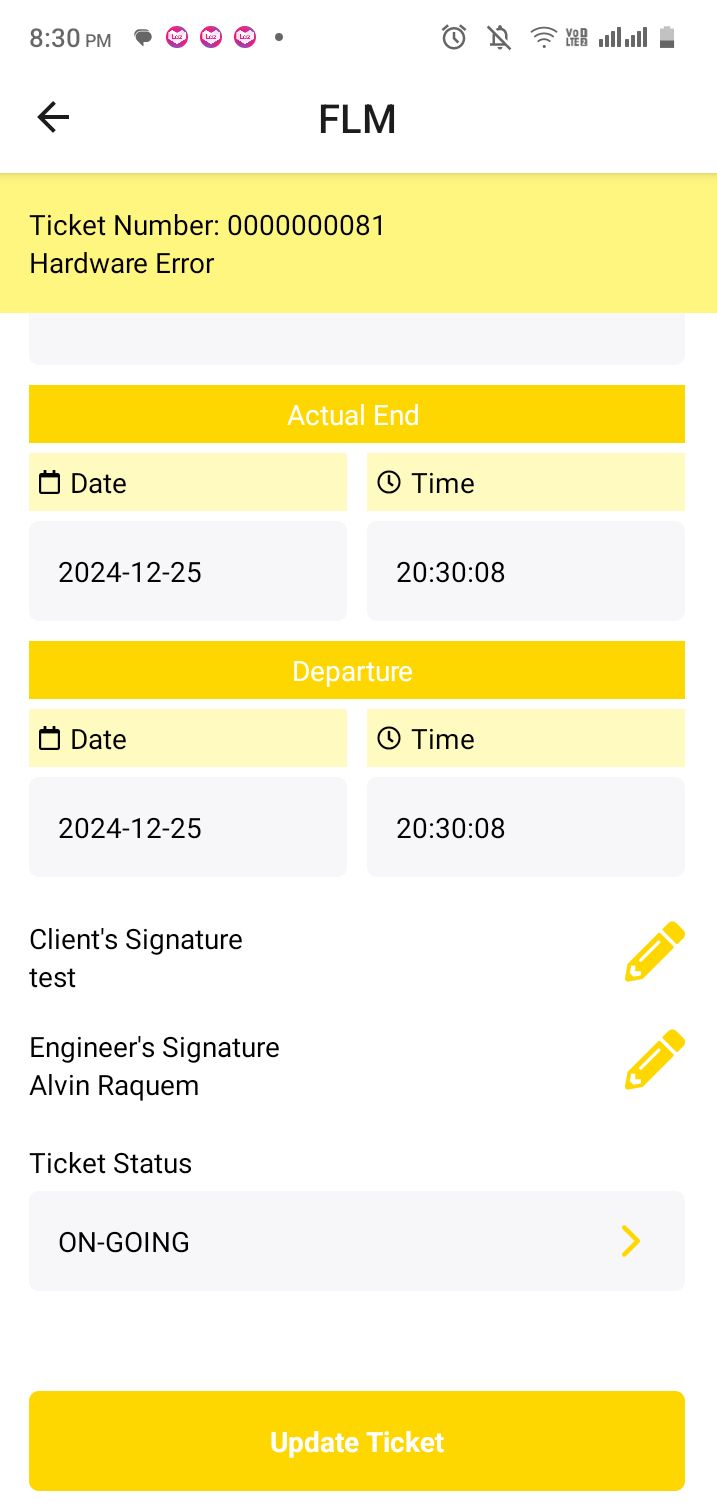 8:30 PM
FLM
Ticket Number: 0000000081
Hardware Error
Actual End
Date
Time
2024-12-25
20:30:08
Departure
Date
Time
2024-12-25
20:30:08
Client's Signature
test
Engineer's Signature
Alvin Raquem
Ticket Status
ON-GOING
Update Ticket